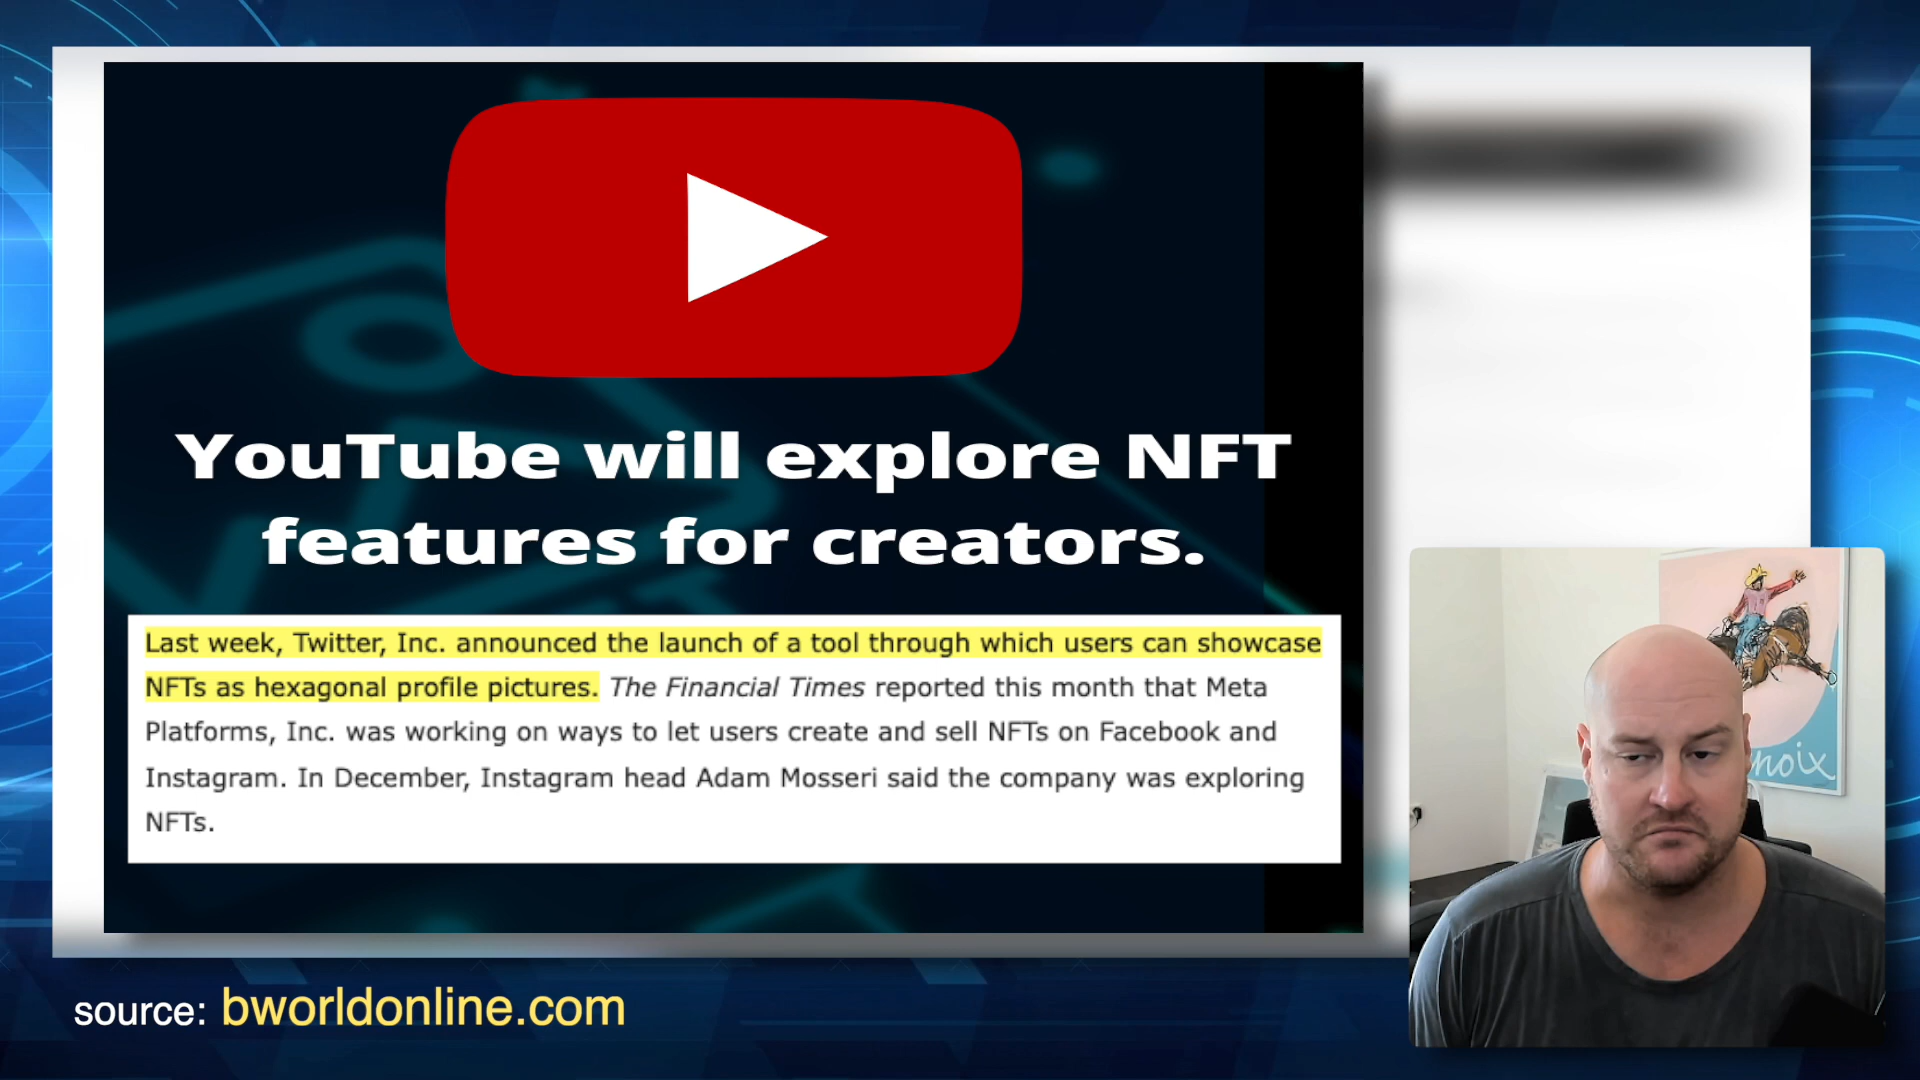 YouTube will explore NFT
features for creators.
Last week, Twitter, Inc. announced the launch of a tool through which users can showcase
NFTs as hexagonal profile pictures. The Financial Times reported this month that Meta
Platforms, Inc. was working on ways to let users create and sell NFTs on Facebook and
Instagram. In December, Instagram head Adam Mosseri said the company was exploring
NFTs.
noix
source: bworldonline.com